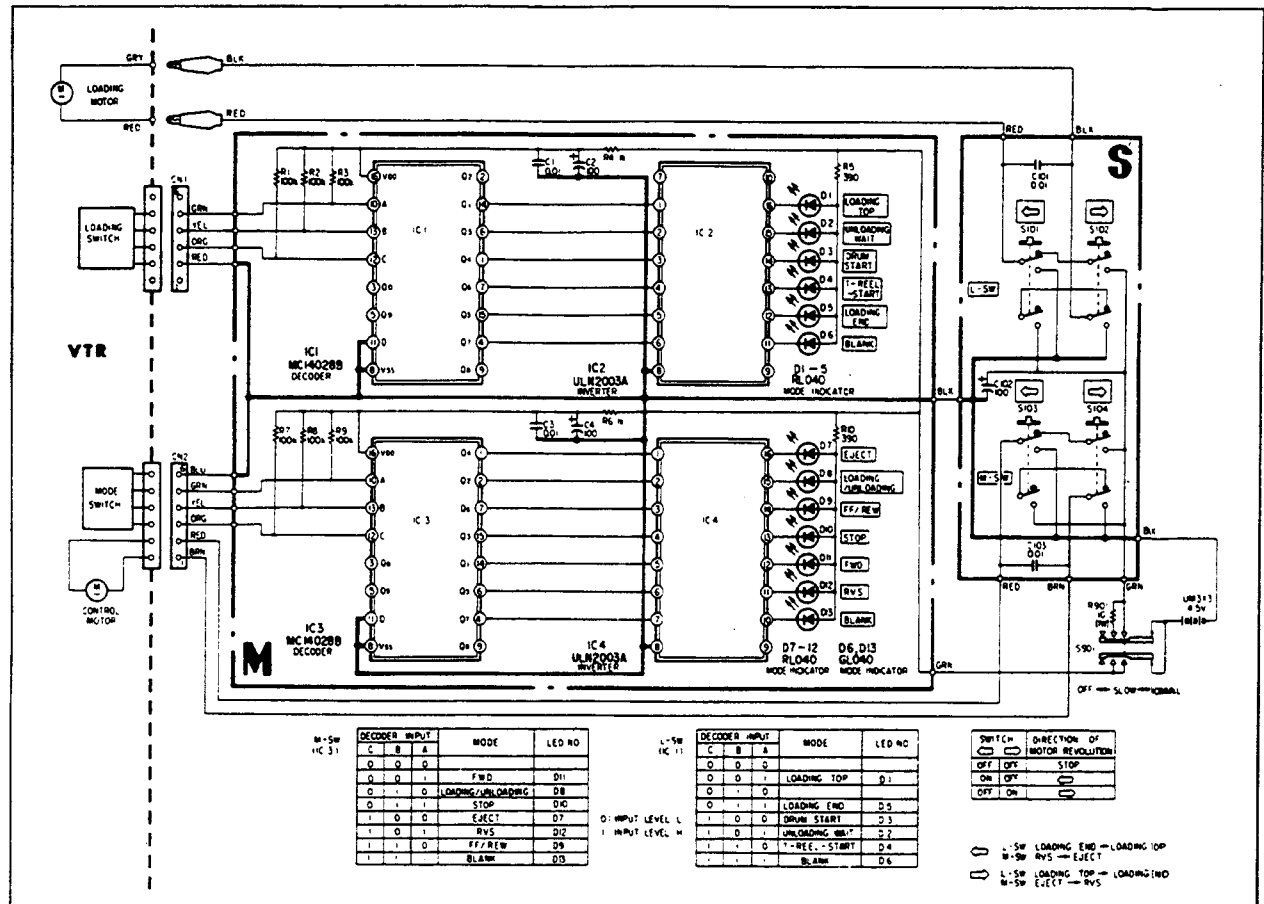 GRY
BLK
LOADING
MOTOR
RED
RED
RED
BLK
VTR
CN1
LOADING
SWITCH
GRN
YEL
ORG
RED
R1
100k
R2
100k
R3
100k
VDD
A
B
C
D
VSS
IC1
IC1
MC14028B
DECODER
C1
0.01
C2
100
R4
IC2
IC2
ULN2003A
INVERTER
R5
390
D1
LOADING
TOP
D2
UNLOADING
WAIT
D3
DRUM
START
D4
T-REEL
-START
D5
LOADING
END
D6
BLANK
D1-5
RL040
MODE INDICATOR
S
C101
0.01
S101
S102
L-SW
BLK
C102
100
S103
S104
M-SW
C103
0.01
RED
BRN
GRN
BLK
UM3X3
4.5V
S901
OFF
SLOW
NORMAL
CN2
MODE
SWITCH
BLU
GRN
YEL
ORG
RED
BRN
CONTROL
MOTOR
R7
100k
R8
100k
R9
100k
VDD
A
B
C
D
VSS
IC3
IC3
MC14028B
DECODER
C3
0.01
C4
100
R6
IC4
IC4
ULN2003A
INVERTER
R10
390
D7
EJECT
D8
LOADING
/UNLOADING
D9
FF/REW
D10
STOP
D11
FWD
D12
RVS
D13
BLANK
D7-12
RL040
MODE INDICATOR
D6, D13
GL040
MODE INDICATOR
GRN
M
M-SW
(IC 3)
DECODER INPUT MODE LED NO
C B A
0 0 0
0 0 1 FWD D11
0 1 0 LOADING/UNLOADING D8
0 1 1 STOP D10
1 0 0 EJECT D7
1 0 1 RVS D12
1 1 0 FF/REW D9
1 1 1 BLANK D13
0: INPUT LEVEL L
1: INPUT LEVEL H
L-SW
(IC 1)
DECODER INPUT MODE LED NO
C B A
0 0 0
0 0 1 LOADING TOP D1
0 1 0
0 1 1 LOADING END D5
1 0 0 DRUM START D3
1 0 1 UNLOADING WAIT D2
1 1 0 T-REEL-START D4
1 1 1 BLANK D6
SWITCH DIRECTION OF
MOTOR REVOLUTION
OFF OFF STOP
ON OFF
OFF ON
L-SW LOADING END → LOADING TOP
M-SW RVS → EJECT
L-SW LOADING TOP → LOADING END
M-SW EJECT → RVS